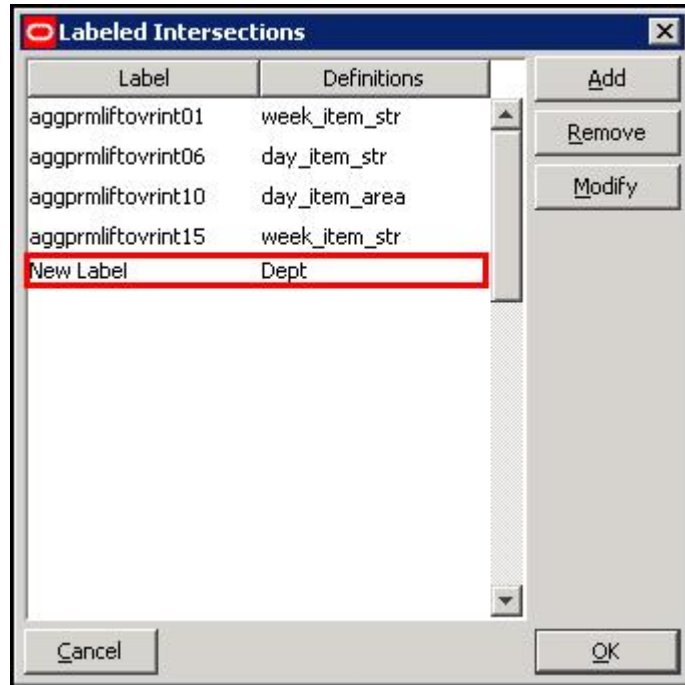 Labeled Intersections
Label Definitions Add
aggprmliftovrint01 week_item_str
Remove
aggprmliftovrint06 day_item_str
Modify
aggprmliftovrint10 day_item_area
aggprmliftovrint15 week_item_str
New Label Dept
Cancel OK